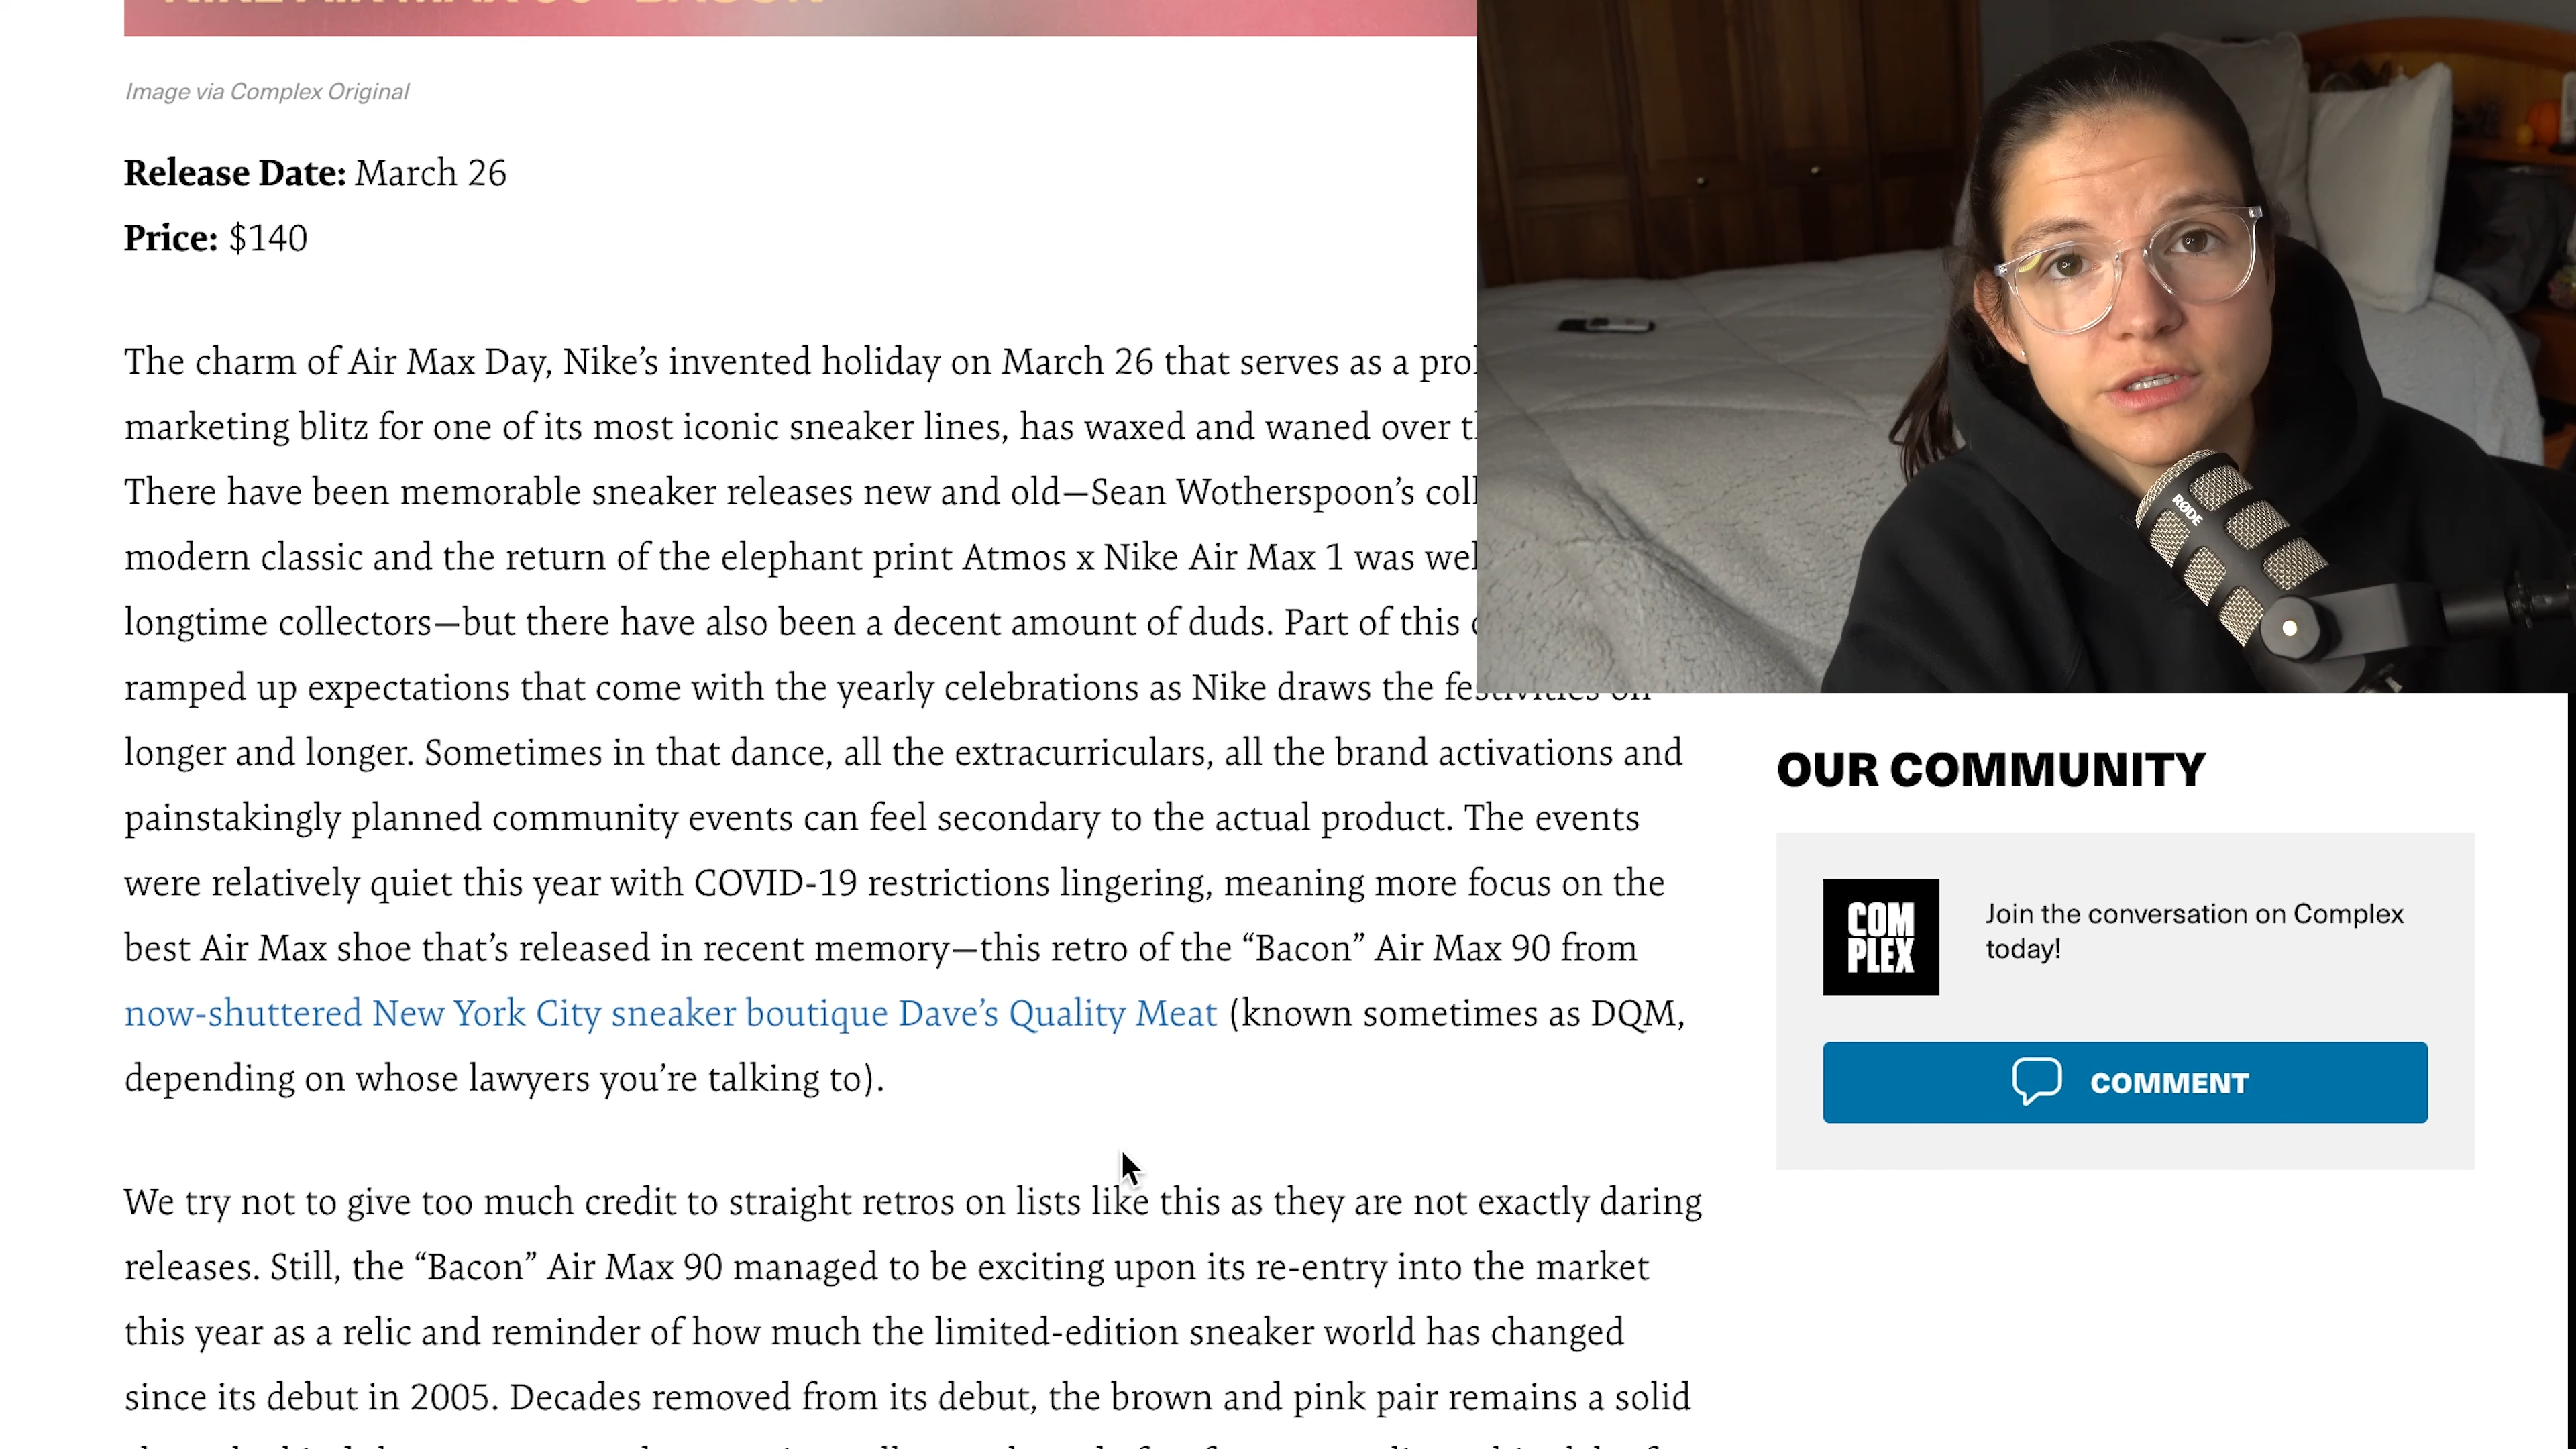 NIKE AIR MAX 90 "BACON"
Image via Complex Original
Release Date: March 26
Price: $140
The charm of Air Max Day, Nike’s invented holiday on March 26 that serves as a
marketing blitz for one of its most iconic sneaker lines, has waxed and waned over
There have been memorable sneaker releases new and old—Sean Wotherspoon’s
modern classic and the return of the elephant print Atmos x Nike Air Max 1 was
longtime collectors—but there have also been a decent amount of duds. Part of this
ramped up expectations that come with the yearly celebrations as Nike draws the festivities on
longer and longer. Sometimes in that dance, all the extracurriculars, all the brand activations and
painstakingly planned community events can feel secondary to the actual product. The events
were relatively quiet this year with COVID-19 restrictions lingering, meaning more focus on the
best Air Max shoe that’s released in recent memory—this retro of the “Bacon” Air Max 90 from
now-shuttered New York City sneaker boutique Dave’s Quality Meat (known sometimes as DQM,
depending on whose lawyers you’re talking to).
We try not to give too much credit to straight retros on lists like this as they are not exactly daring
releases. Still, the “Bacon” Air Max 90 managed to be exciting upon its re-entry into the market
this year as a relic and reminder of how much the limited-edition sneaker world has changed
since its debut in 2005. Decades removed from its debut, the brown and pink pair remains a solid
RØDE
OUR COMMUNITY
COM
PLEX
Join the conversation on Complex
today!
COMMENT